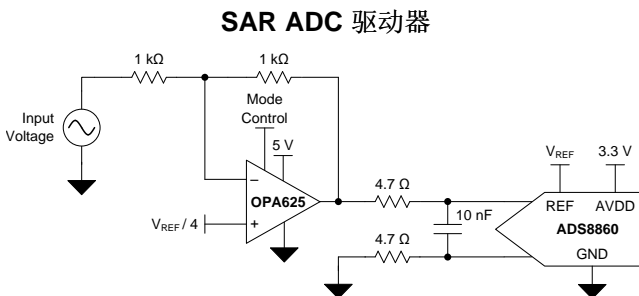 SAR ADC 驱动器
1 kΩ
1 kΩ
Mode
Control
Input
Voltage
5 V
−
OPA625
+
VREF / 4
4.7 Ω
4.7 Ω
10 nF
VREF
3.3 V
REF
AVDD
ADS8860
GND